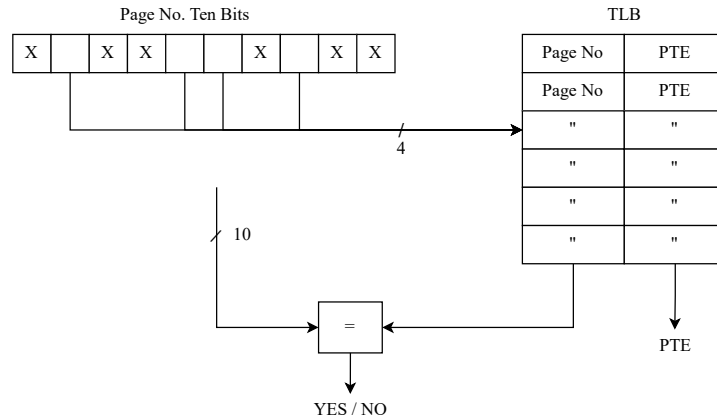 Page No. Ten Bits
TLB
X X X X X X
Page No PTE
Page No PTE
" "
4
" "
" "
" "
10
=
PTE
YES / NO